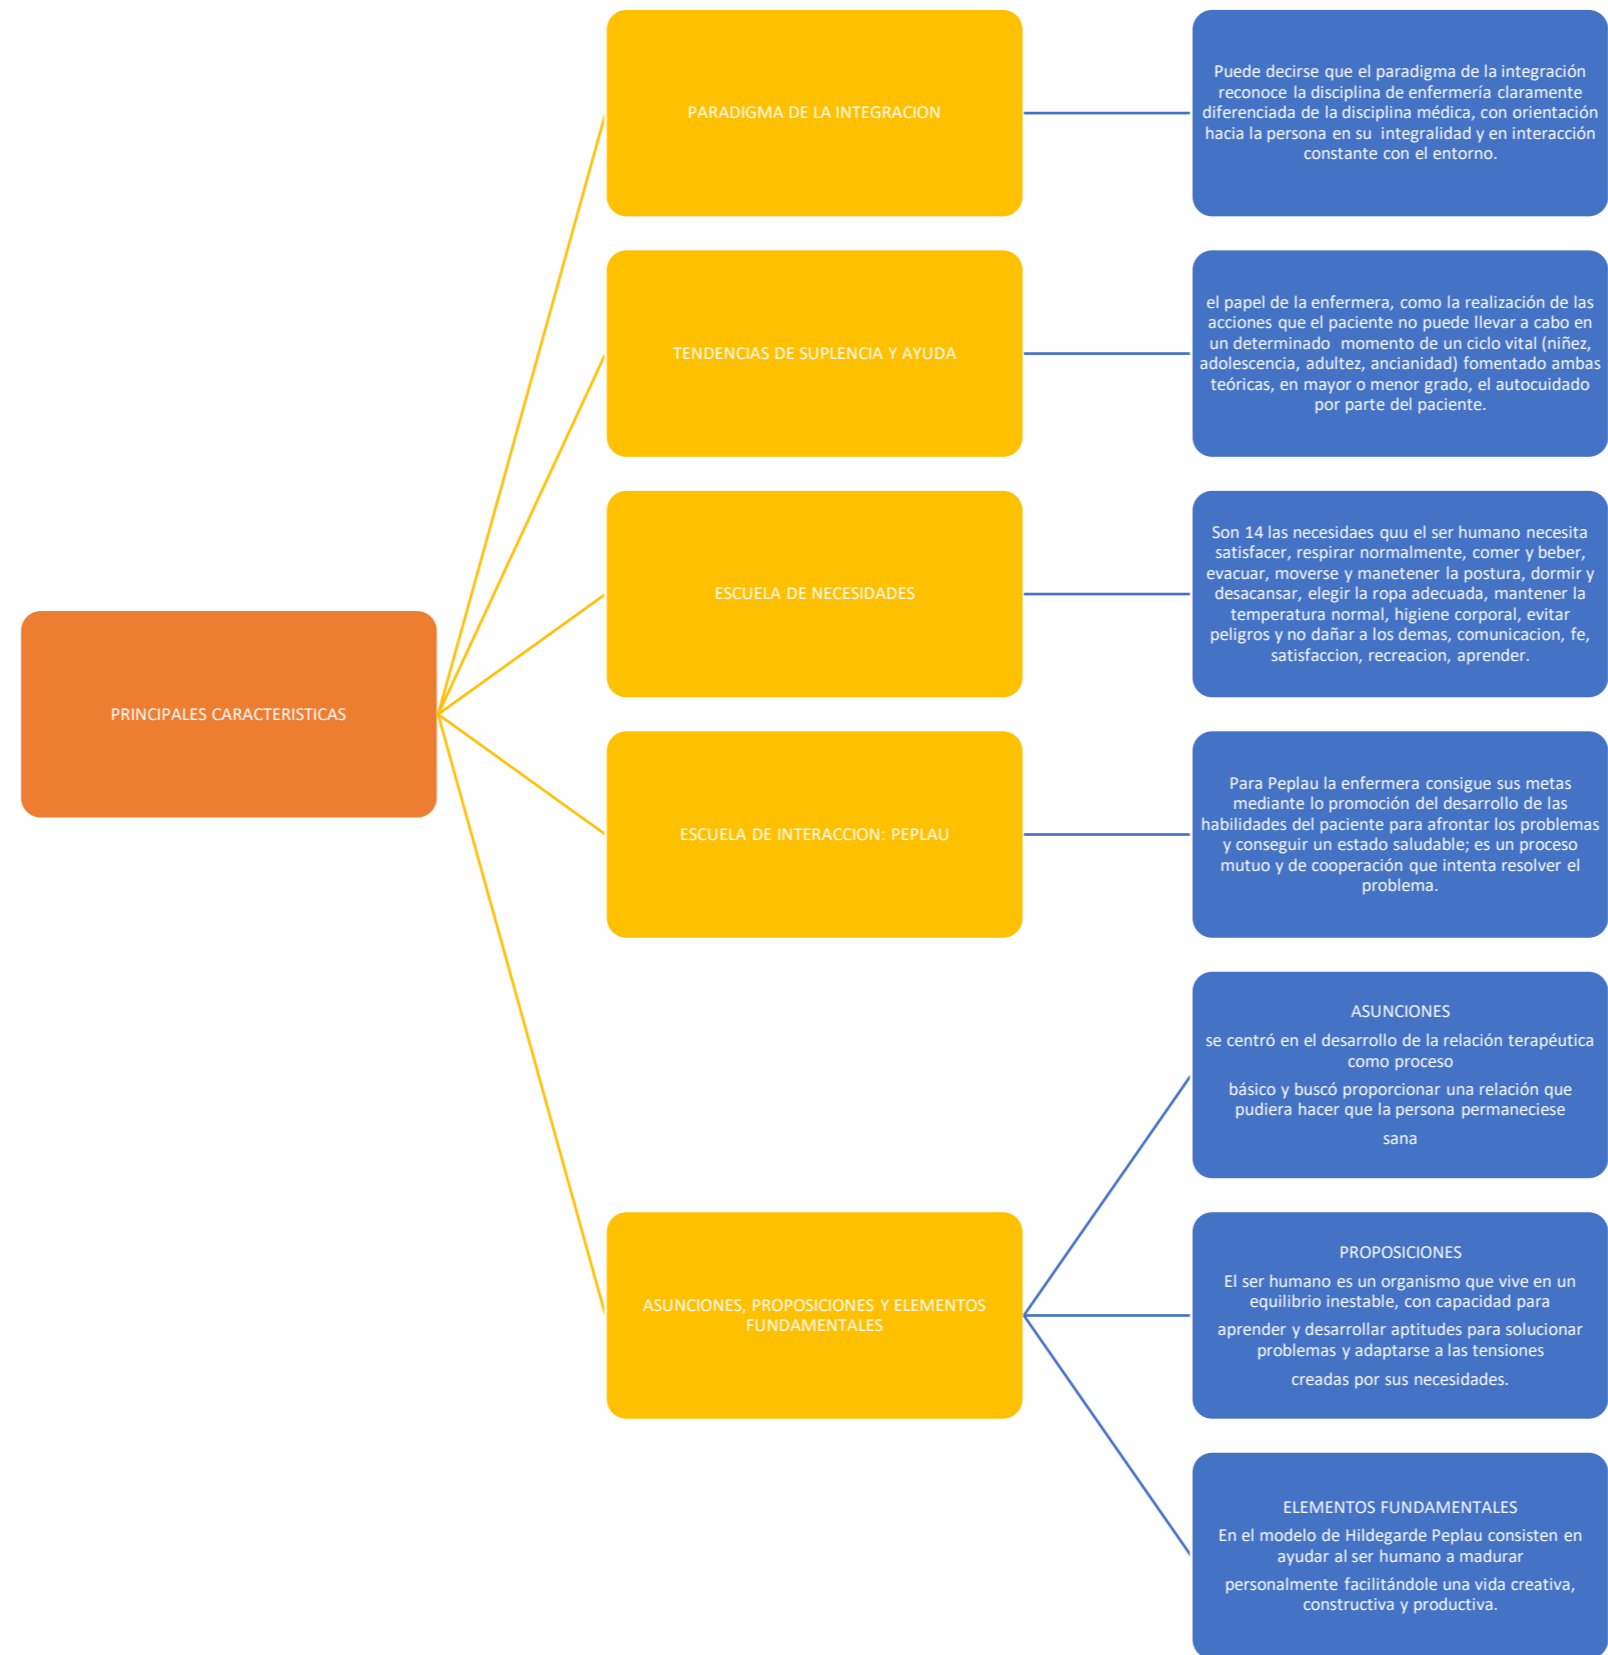 PRINCIPALES CARACTERISTICAS
PARADIGMA DE LA INTEGRACION
Puede decirse que el paradigma de la integración
reconoce la disciplina de enfermería claramente
diferenciada de la disciplina médica, con orientación
hacia la persona en su integralidad y en interacción
constante con el entorno.
TENDENCIAS DE SUPLENCIA Y AYUDA
el papel de la enfermera, como la realización de las
acciones que el paciente no puede llevar a cabo en
un determinado momento de un ciclo vital (niñez,
adolescencia, adultez, ancianidad) fomentado ambas
teóricas, en mayor o menor grado, el autocuidado
por parte del paciente.
ESCUELA DE NECESIDADES
Son 14 las necesidaes quu el ser humano necesita
satisfacer, respirar normalmente, comer y beber,
evacuar, moverse y manetener la postura, dormir y
desacansar, elegir la ropa adecuada, mantener la
temperatura normal, higiene corporal, evitar
peligros y no dañar a los demas, comunicacion, fe,
satisfaccion, recreacion, aprender.
ESCUELA DE INTERACCION: PEPLAU
Para Peplau la enfermera consigue sus metas
mediante lo promoción del desarrollo de las
habilidades del paciente para afrontar los problemas
y conseguir un estado saludable; es un proceso
mutuo y de cooperación que intenta resolver el
problema.
ASUNCIONES, PROPOSICIONES Y ELEMENTOS
FUNDAMENTALES
ASUNCIONES
se centró en el desarrollo de la relación terapéutica
como proceso
básico y buscó proporcionar una relación que
pudiera hacer que la persona permaneciese
sana
PROPOSICIONES
El ser humano es un organismo que vive en un
equilibrio inestable, con capacidad para
aprender y desarrollar aptitudes para solucionar
problemas y adaptarse a las tensiones
creadas por sus necesidades.
ELEMENTOS FUNDAMENTALES
En el modelo de Hildegarde Peplau consisten en
ayudar al ser humano a madurar
personalmente facilitándole una vida creativa,
constructiva y productiva.